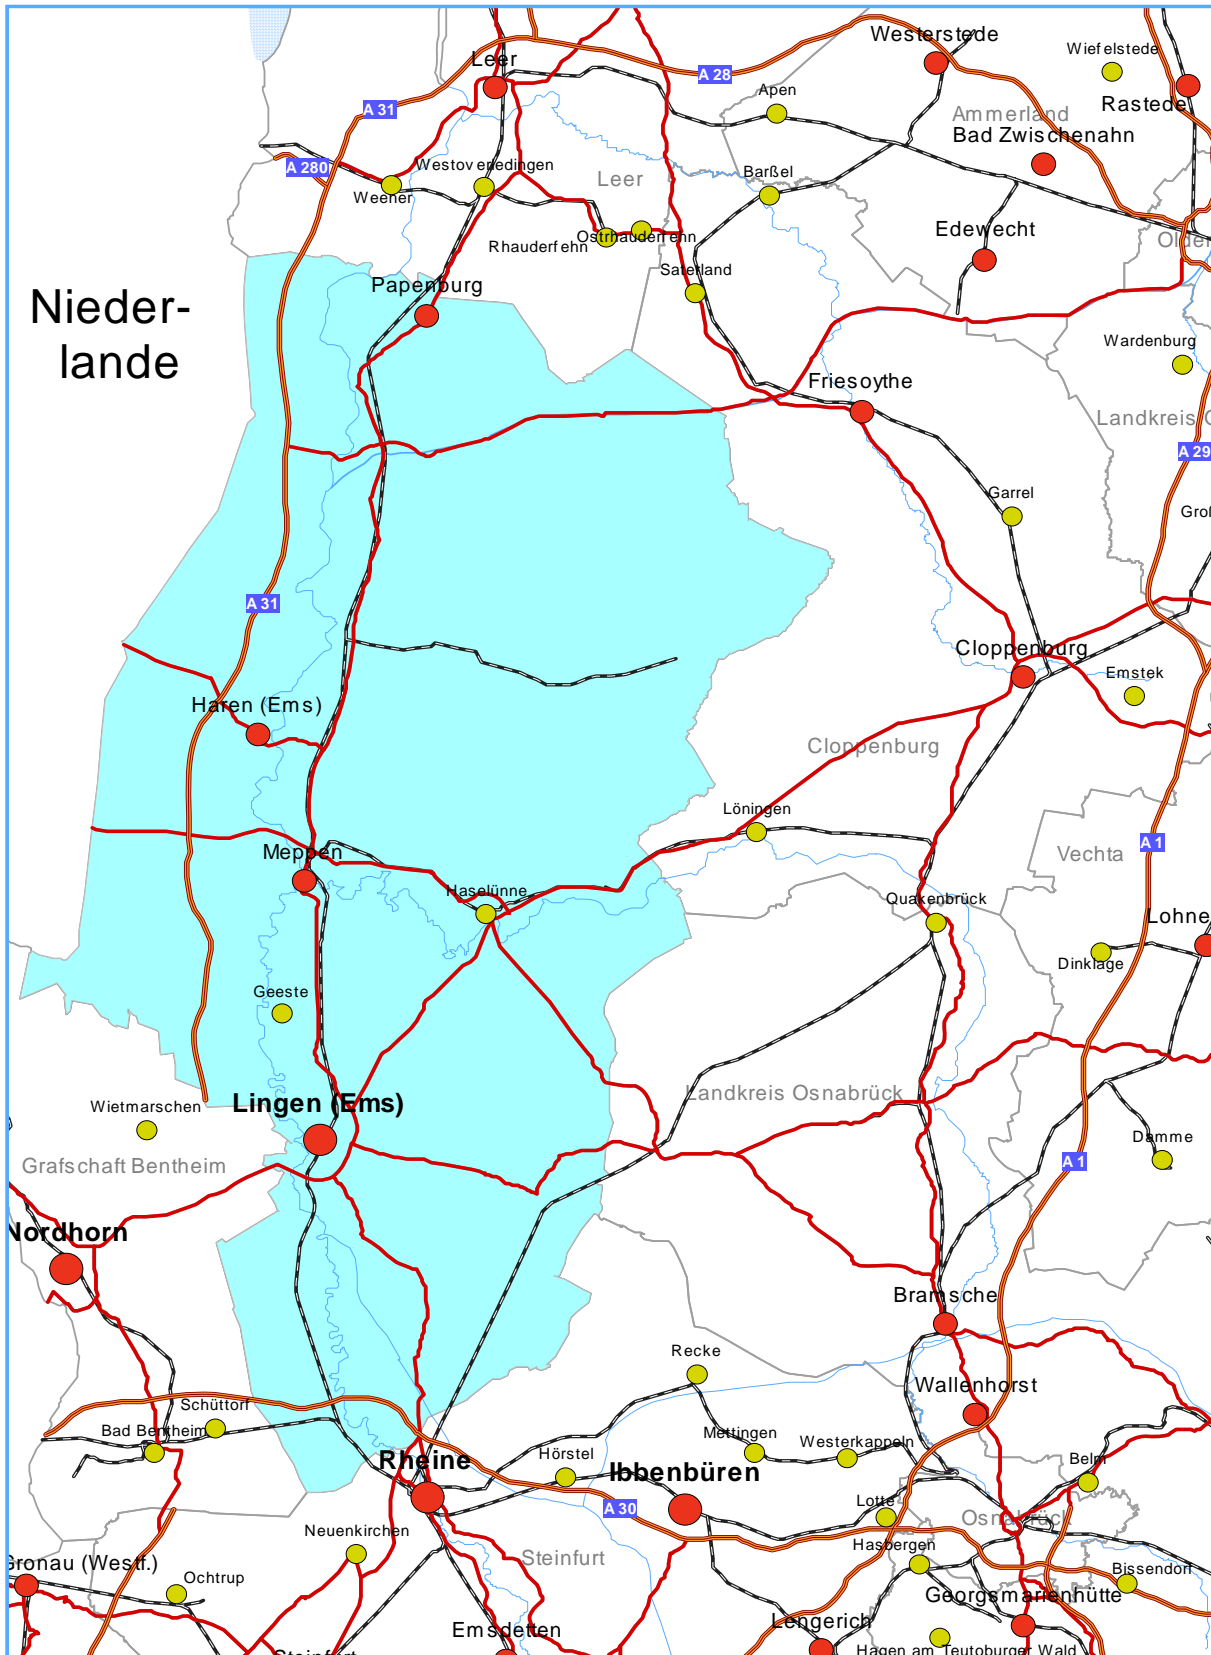 Westerstede
Wiefelstede
Leer
A 28
Apen
Rastede
A 31
Ammerland
Bad Zwischenahn
A 280
Westoverledingen
Leer
Barßel
Weener
Edewecht
Rhauderfehn
Ostrhauderfehn
Saterland
Papenburg
Nieder-
lande
Wardenburg
Friesoythe
A 29
Garrel
A 31
Cloppenburg
Emstek
Haren (Ems)
Cloppenburg
Löningen
Meppen
A 1
Vechta
Haselünne
Quakenbrück
Lohne
Dinklage
Geeste
Landkreis Osnabrück
Wietmarschen
Lingen (Ems)
Damme
Grafschaft Bentheim
A 1
Nordhorn
Bramsche
Recke
Wallenhorst
Schüttorf
Bad Bentheim
Mettingen
Westerkappeln
Hörstel
Rheine
Ibbenbüren
Belm
A 30
Lotte
Osnabrück
Neuenkirchen
Steinfurt
Hasbergen
Gronau (Westf.)
Ochtrup
Bissendorf
Georgsmarienhütte
Lengerich
Emsdetten
Steinfurt
Hagen am Teutoburger Wald